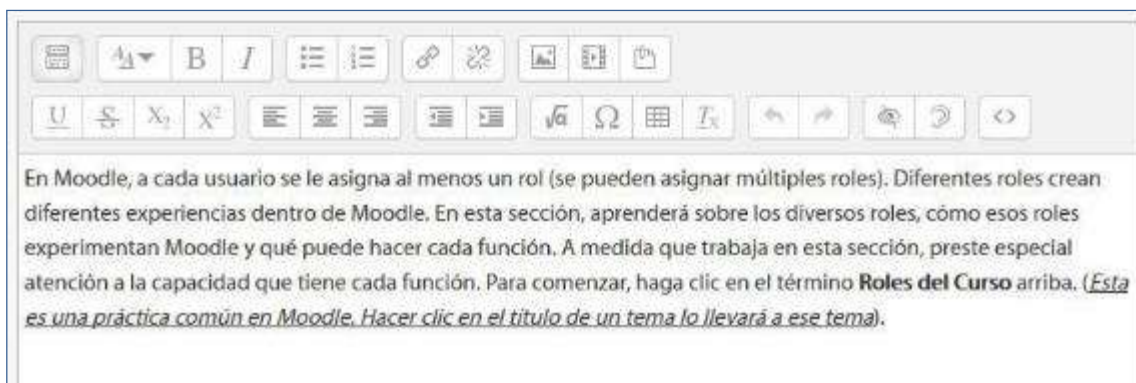 B I
U S X₂ X² √a Ω Tx <>
En Moodle, a cada usuario se le asigna al menos un rol (se pueden asignar múltiples roles). Diferentes roles crean
diferentes experiencias dentro de Moodle. En esta sección, aprenderá sobre los diversos roles, cómo esos roles
experimentan Moodle y qué puede hacer cada función. A medida que trabaja en esta sección, preste especial
atención a la capacidad que tiene cada función. Para comenzar, haga clic en el término Roles del Curso arriba. (Esta
es una práctica común en Moodle. Hacer clic en el título de un tema lo llevará a ese tema).